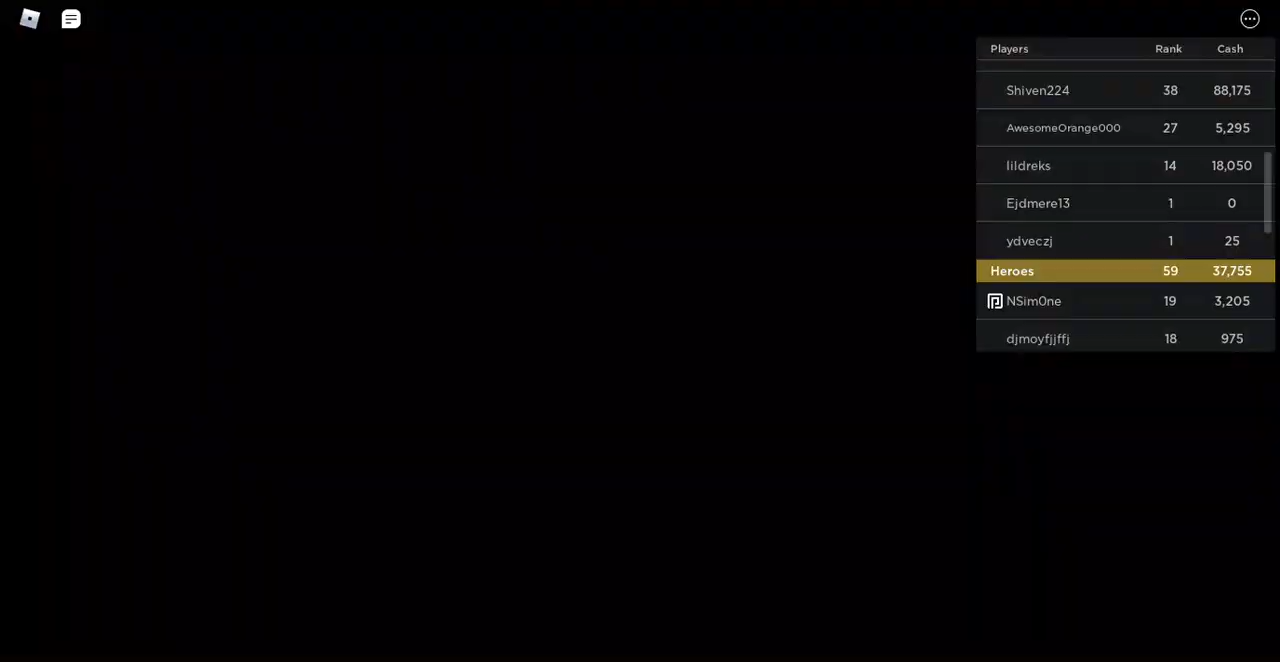 Players Rank Cash
Shiven224 38 88,175
AwesomeOrange000 27 5,295
lildreks 14 18,050
Ejdmere13 1 0
ydveczj 1 25
Heroes 59 37,755
NSim0ne 19 3,205
djmoyfjjffj 18 975